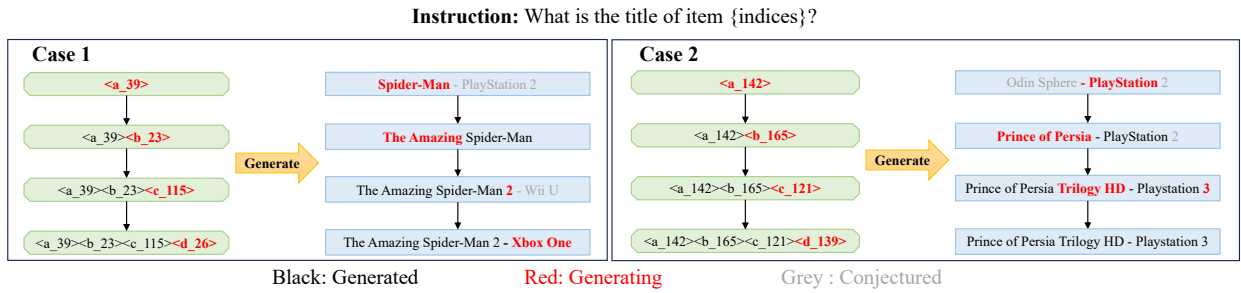 Instruction: What is the title of item {indices}?
Case 1
<a_39>
<a_39><b_23>
<a_39><b_23><c_115>
<a_39><b_23><c_115><d_26>
Generate
Spider-Man - PlayStation 2
The Amazing Spider-Man
The Amazing Spider-Man 2 - Wii U
The Amazing Spider-Man 2 - Xbox One
Case 2
<a_142>
<a_142><b_165>
<a_142><b_165><c_121>
<a_142><b_165><c_121><d_139>
Generate
Odin Sphere - PlayStation 2
Prince of Persia - PlayStation 2
Prince of Persia Trilogy HD - Playstation 3
Prince of Persia Trilogy HD - Playstation 3
Black: Generated
Red: Generating
Grey : Conjectured